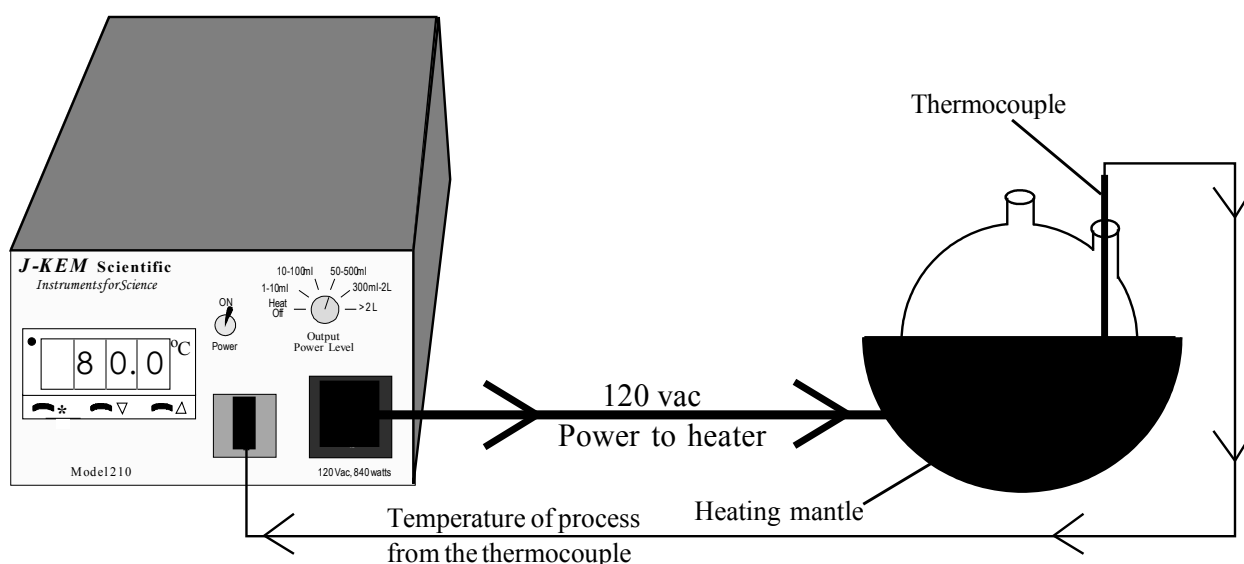 Thermocouple
J-KEM Scientific
InstrumentsforScience
ON
Power
10-100ml
50-500ml
1-10ml
300ml-2L
Heat
Off
>2L
Output
Power Level
80.0 °C
* ▽ △
120 vac
Power to heater
Model210
120 Vac, 840 watts
Heating mantle
Temperature of process
from the thermocouple